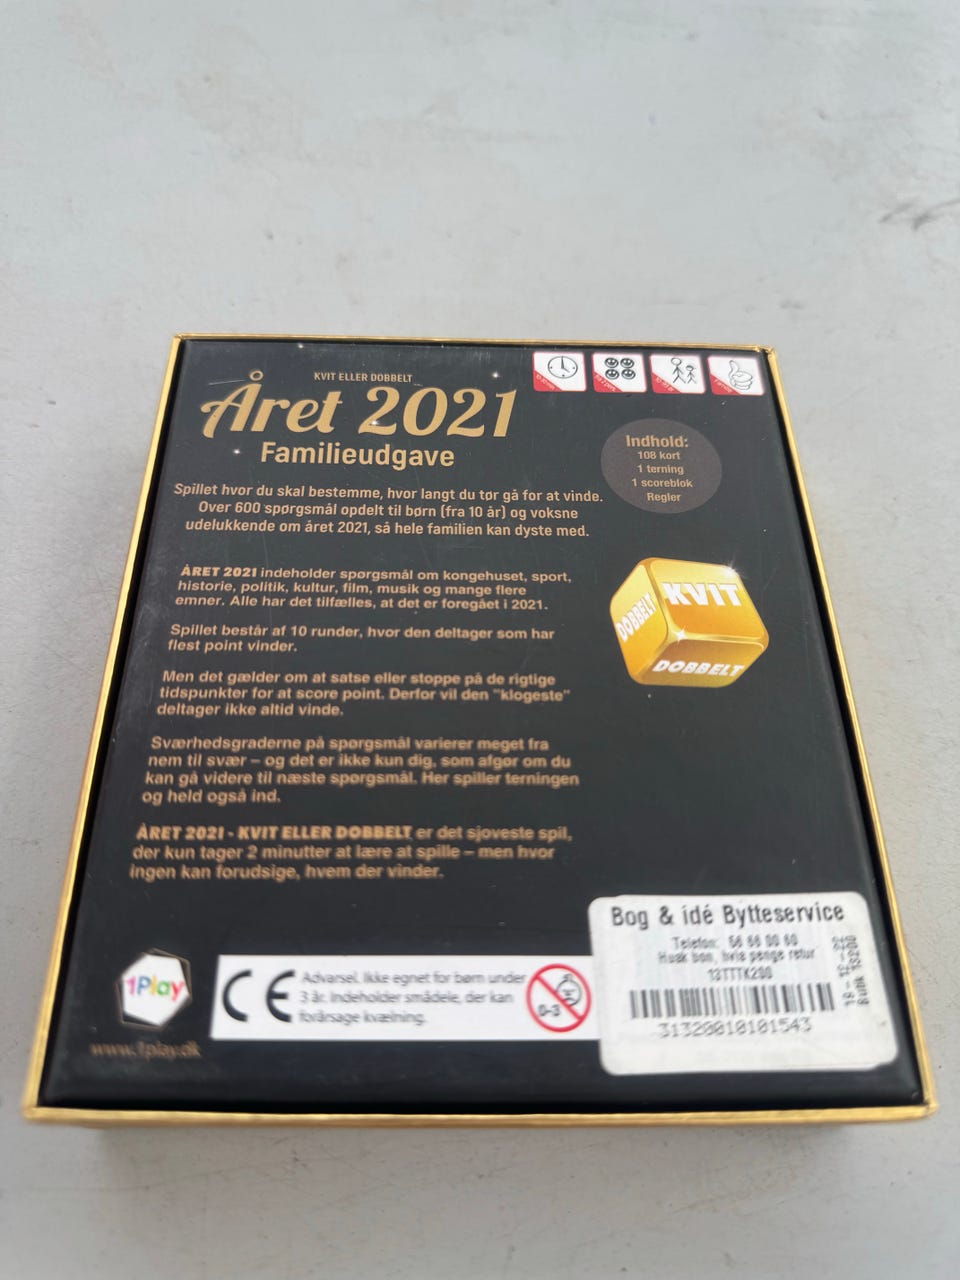 KVIT ELLER DOBBELT
Året 2021
Familieudgave
Spillet hvor du skal bestemme, hvor langt du tør gå for at vinde.
Over 600 spørgsmål opdelt til børn (fra 10 år) og voksne
udelukkende om året 2021, så hele familien kan dyste med.
Indhold:
108 kort
1 terning
1 scoreblok
Regler
ÅRET 2021 indeholder spørgsmål om kongehuset, sport,
historie, politik, kultur, film, musik og mange flere
emner. Alle har det tilfælles, at det er foregået i 2021.
Spillet består af 10 runder, hvor den deltager som har
flest point vinder.
Men det gælder om at satse eller stoppe på de rigtige
tidspunkter for at score point. Derfor vil den "klogeste"
deltager ikke altid vinde.
Sværhedsgraderne på spørgsmål varierer meget fra
nem til svær – og det er ikke kun dig, som afgør om du
kan gå videre til næste spørgsmål. Her spiller terningen
og held også ind.
ÅRET 2021 - KVIT ELLER DOBBELT er det sjoveste spil,
der kun tager 2 minutter at lære at spille – men hvor
ingen kan forudsige, hvem der vinder.
KVIT
DOBBELT
DOBBELT
1Play
www.1play.dk
CE
Advarsel. Ikke egnet for børn under
3 år. Indeholder smådele, der kan
forårsage kvælning.
0-3
Bog & idé Bytteservice
Telefon: 56 66 00 60
Husk bon, hvis penge retur
13TTTK200
31320010101543
Butik 13200